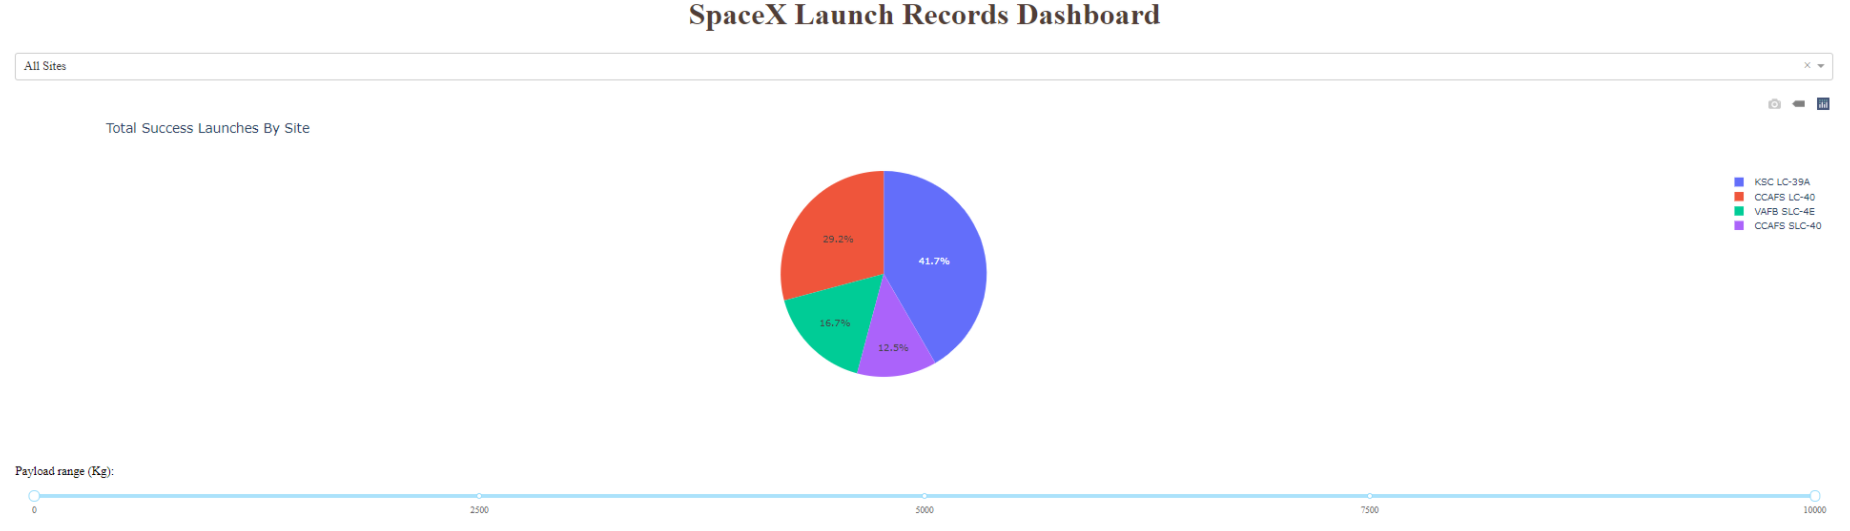 SpaceX Launch Records Dashboard
All Sites
Total Success Launches By Site
KSC LC-39A
CCAFS LC-40
VAFB SLC-4E
CCAFS SLC-40
29.2%
41.7%
16.7%
12.5%
Payload range (Kg):
0 2500 5000 7500 10000